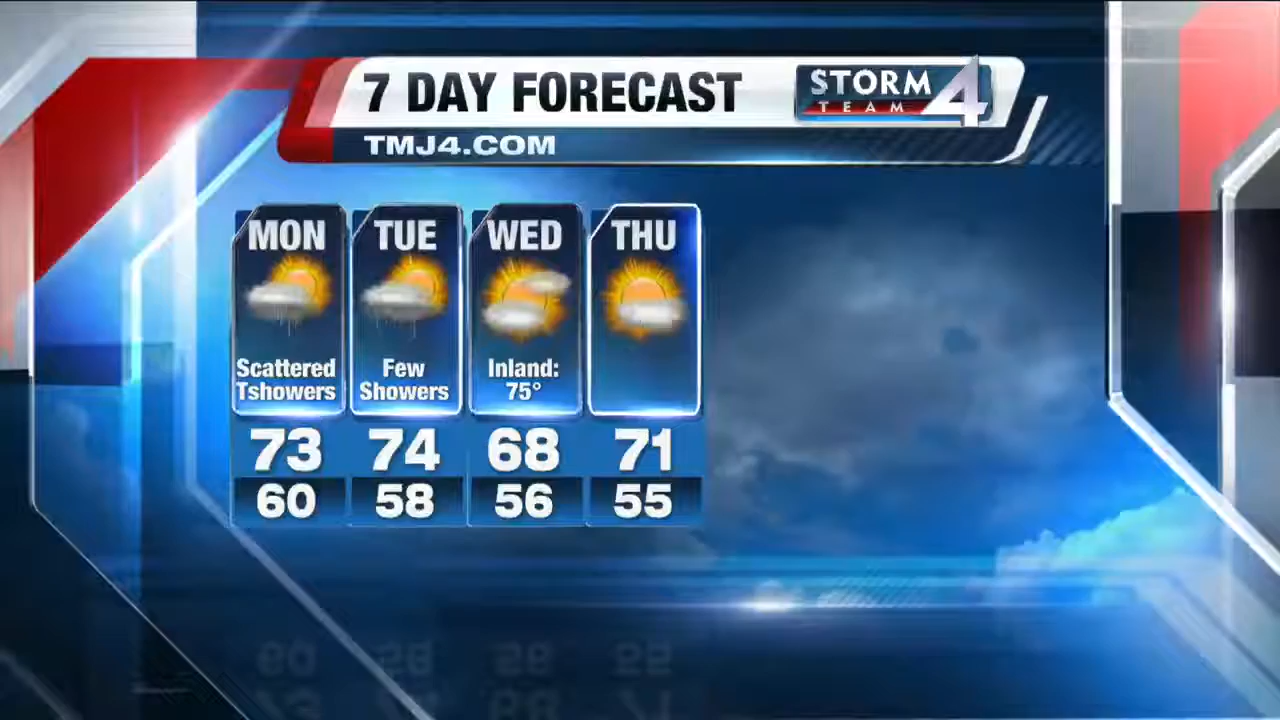 7 DAY FORECAST
STORM 4
TEAM
TMJ4.COM
MON TUE WED THU
Scattered Few Inland:
Tshowers Showers 75°
73 74 68 71
60 58 56 55